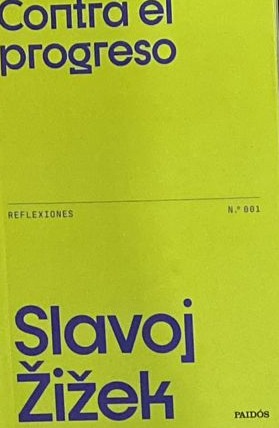 Contra el
progreso
REFLEXIONES N.º 001
Slavoj
Žižek
PAIDÓS